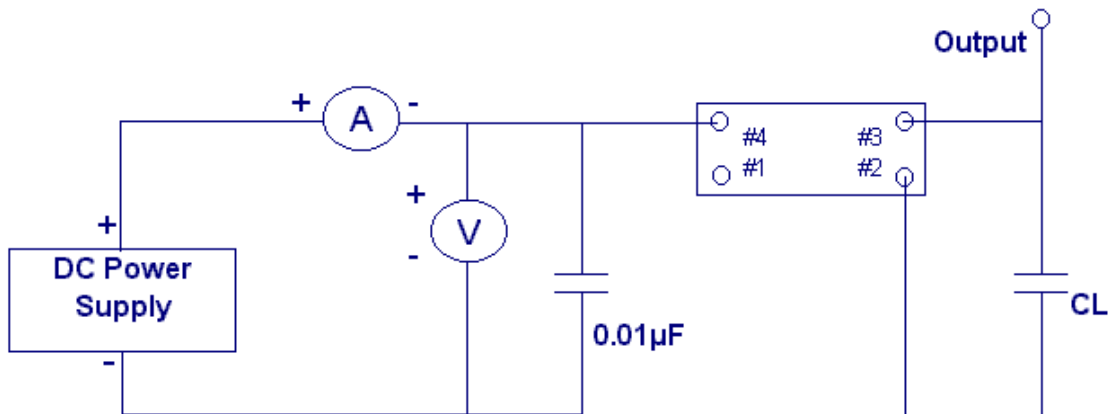 Output
+
A
-
#4
#3
#1
#2
+
V
-
+
DC Power
Supply
-
0.01µF
CL